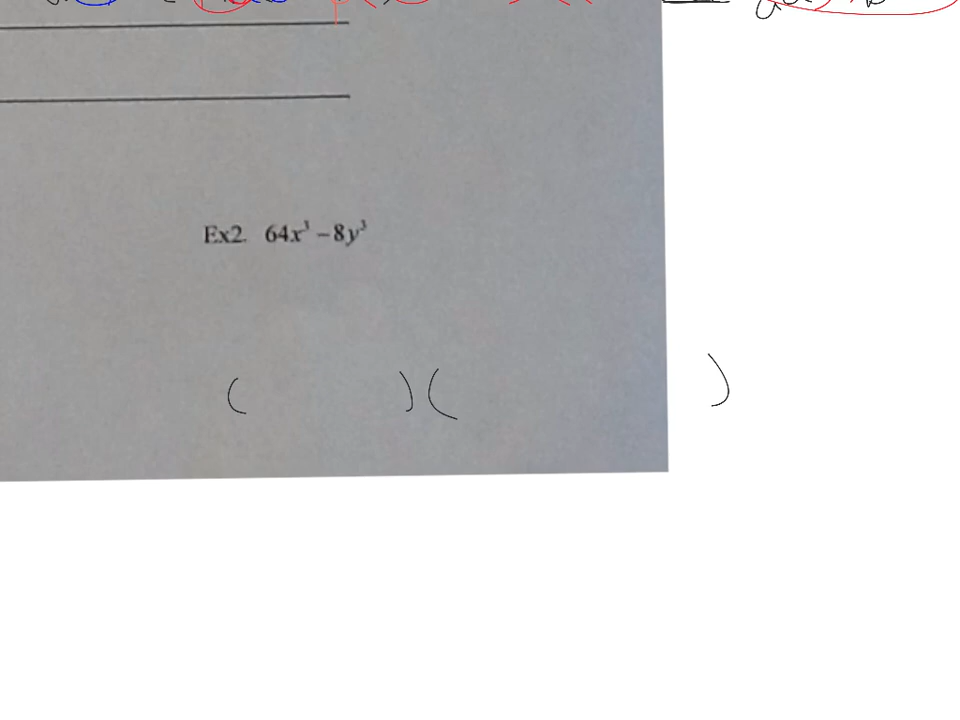 Ex2. 64x³ – 8y³
(        ) (        )